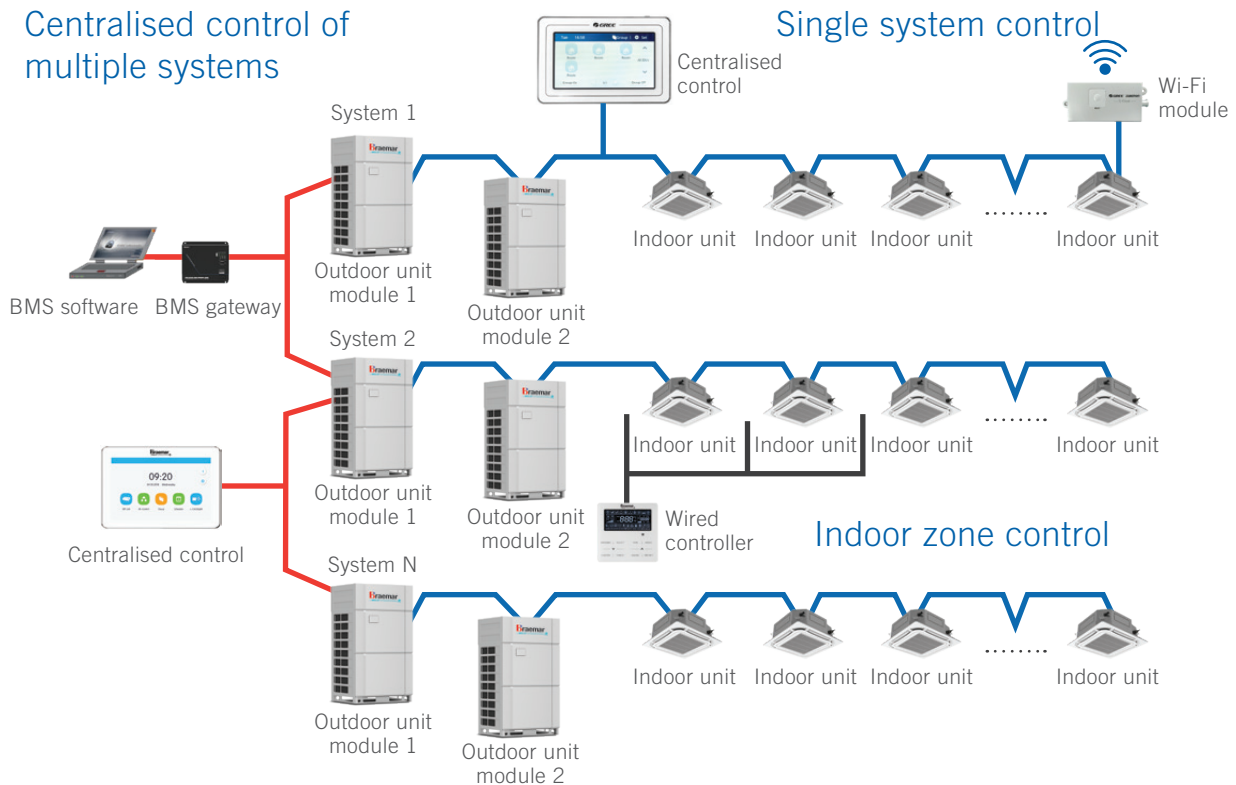 Centralised control of
multiple systems
Single system control
GREE
Centralised
control
Wi-Fi
module
System 1
Braemar
Braemar
Indoor unit
Indoor unit
Indoor unit
........
Indoor unit
Outdoor unit
module 1
Outdoor unit
module 2
BMS software
BMS gateway
System 2
Braemar
Braemar
Indoor unit
Indoor unit
Indoor unit
........
Indoor unit
Outdoor unit
module 1
Outdoor unit
module 2
Braemar
09:20
Centralised control
Wired
controller
Indoor zone control
System N
Braemar
Braemar
Indoor unit
Indoor unit
Indoor unit
........
Indoor unit
Outdoor unit
module 1
Outdoor unit
module 2